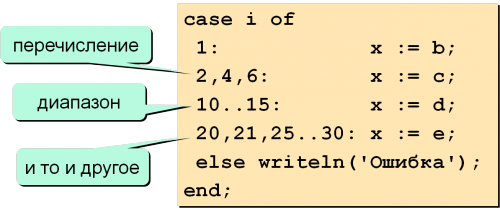 перечисление
диапазон
и то и другое
case i of
1: x := b;
2,4,6: x := c;
10..15: x := d;
20,21,25..30: x := e;
else writeln('Ошибка');
end;